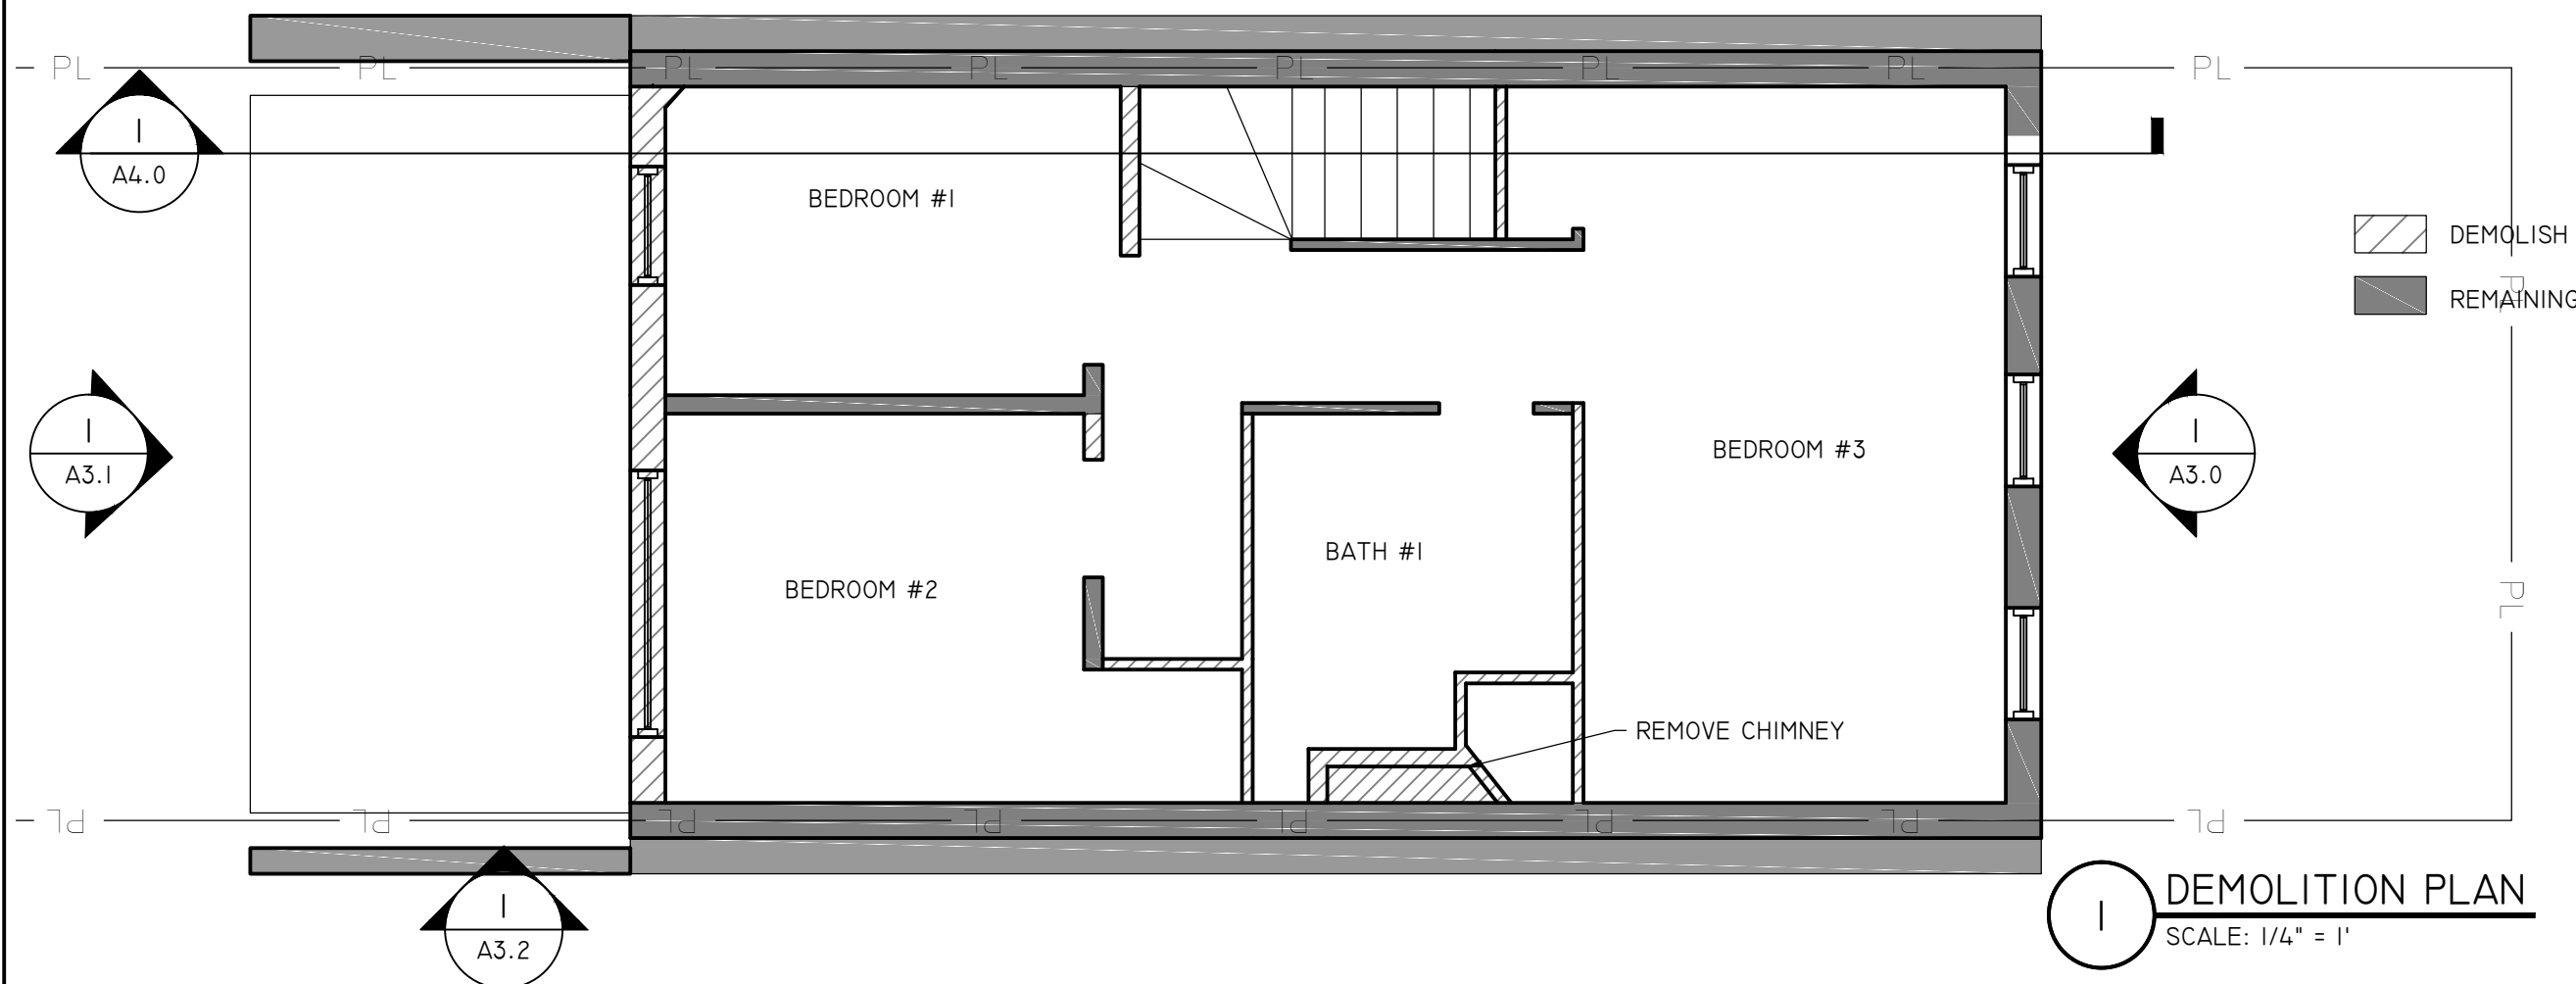 PL PL PL PL PL PL PL PL
1
A4.0
BEDROOM #1
DEMOLISH
REMAINING
PL
1
A3.1
BEDROOM #3
1
A3.0
BATH #1
BEDROOM #2
PL
REMOVE CHIMNEY
PL PL PL PL PL PL PL PL
1
A3.2
1
DEMOLITION PLAN
SCALE: 1/4" = 1'